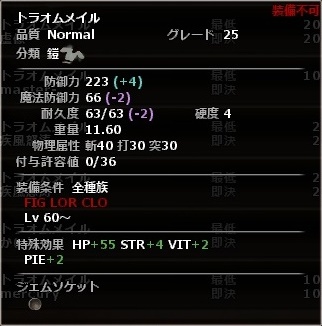 装備不可
トラオムメイル
品質 Normal グレード 25
分類 鎧
防御力 223 (+4)
魔法防御力 66 (-2)
耐久度 63/63 (-2) 硬度 4
重量 11.60
物理属性 斬40 打30 突30
付与許容値 0/36
装備条件 全種族
FIG LOR CLO
Lv 60～
特殊効果 HP+55 STR+4 VIT+2
PIE+2
ジェムソケット